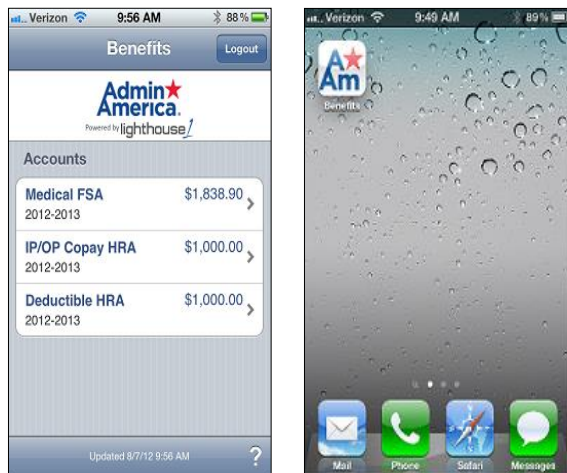 Verizon 9:56 AM 88%
Benefits
Logout
Admin
America.
Powered by lighthouse1
Accounts
Medical FSA $1,838.90
2012-2013
IP/OP Copay HRA $1,000.00
2012-2013
Deductible HRA $1,000.00
2012-2013
Updated 8/7/12 9:56 AM
?
Verizon 9:49 AM 89%
A
Am
Benefits
Mail Phone Safari Messages